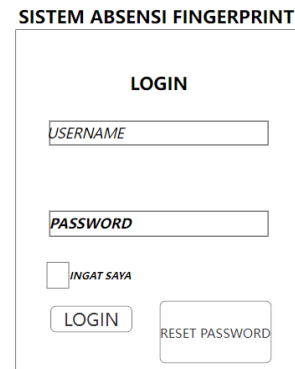 SISTEM ABSENSI FINGERPRINT
LOGIN
USERNAME
PASSWORD
INGAT SAYA
LOGIN
RESET PASSWORD